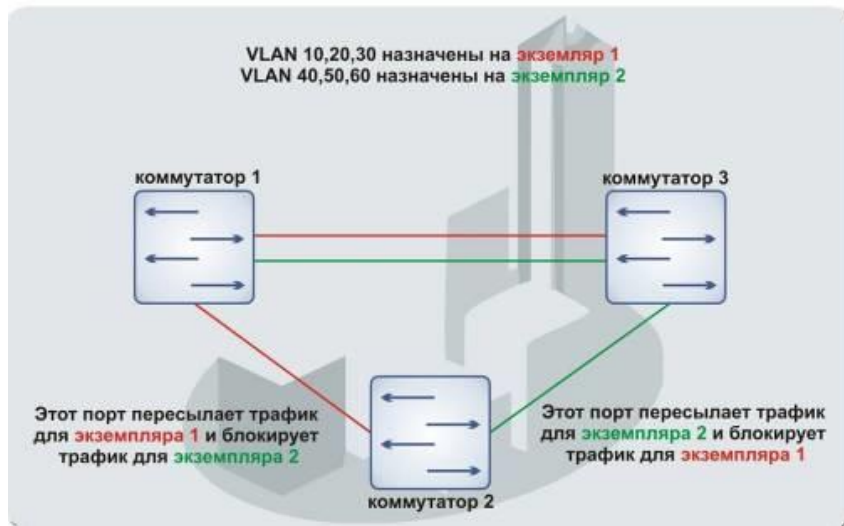 VLAN 10,20,30 назначены на экземляр 1
VLAN 40,50,60 назначены на экземпляр 2
коммутатор 1
коммутатор 3
Этот порт пересылает трафик
для экземпляра 1 и блокирует
трафик для экземпляра 2
Этот порт пересылает трафик
для экземпляра 2 и блокирует
трафик для экземпляра 1
коммутатор 2